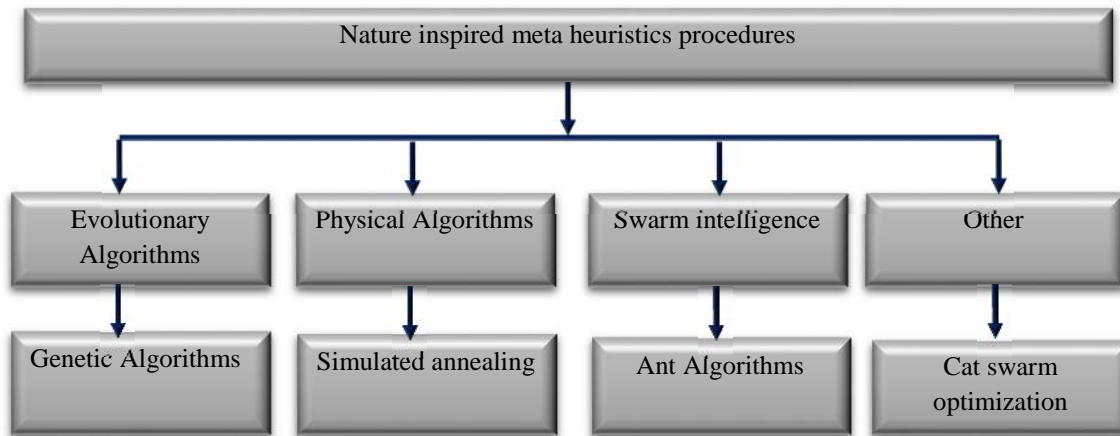 Nature inspired meta heuristics procedures
Evolutionary
Algorithms
Physical Algorithms
Swarm intelligence
Other
Genetic Algorithms
Simulated annealing
Ant Algorithms
Cat swarm
optimization